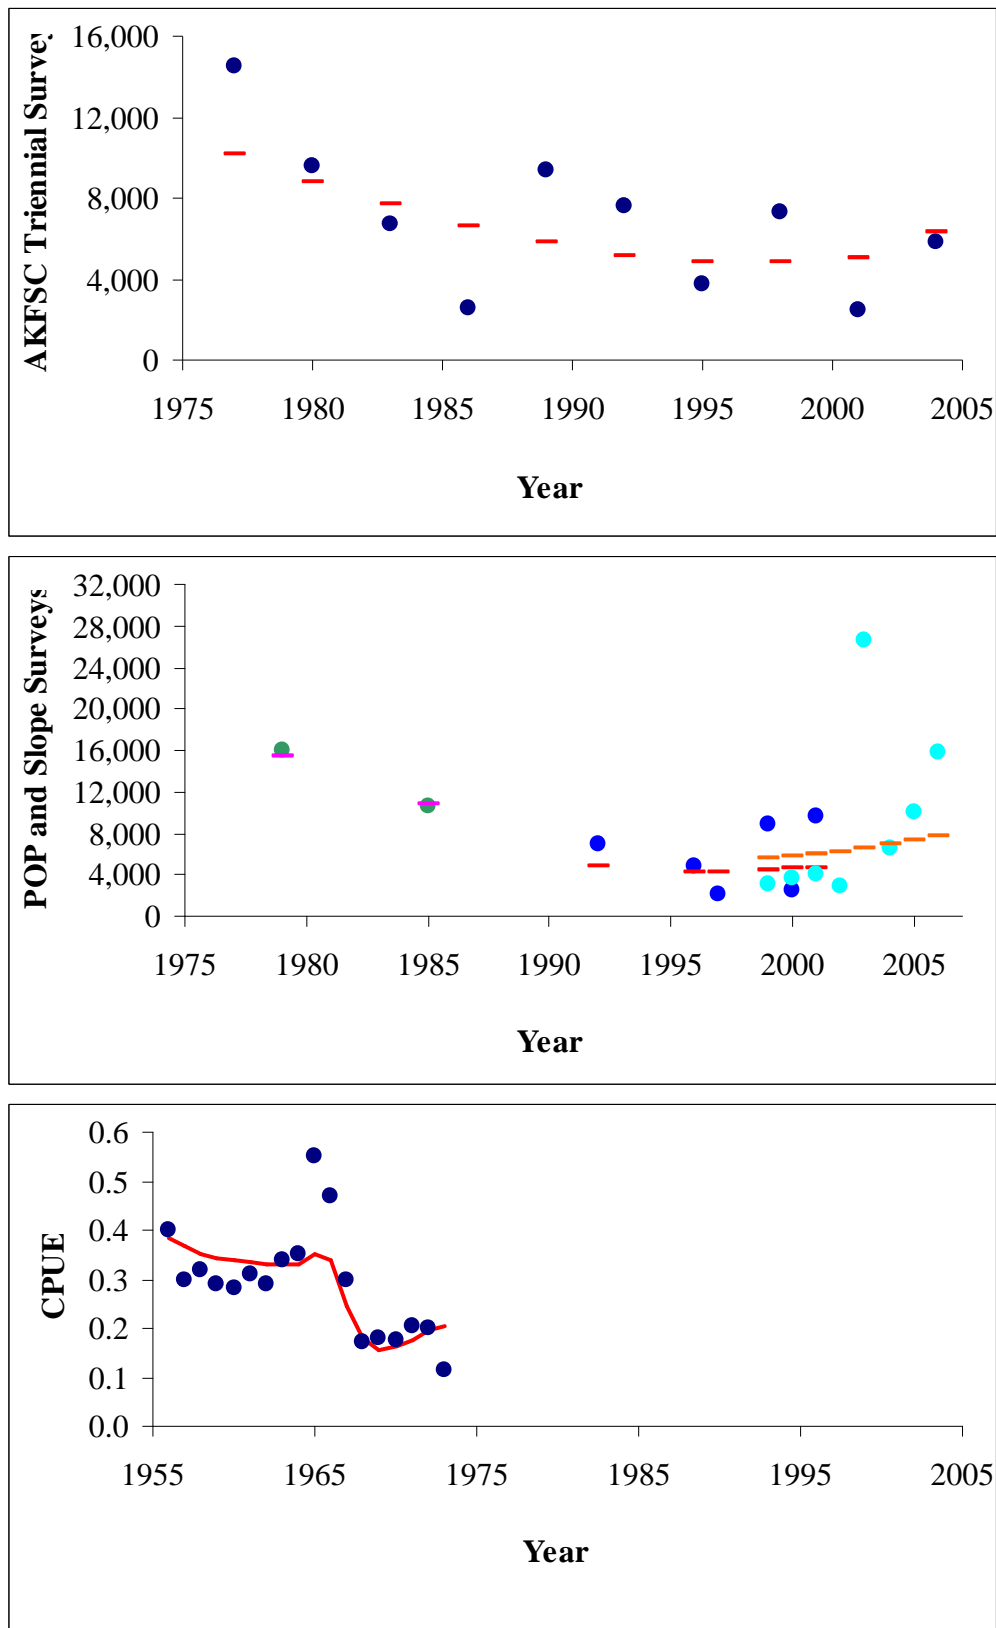 AKFSC Triennial Survey
16,000
12,000
8,000
4,000
0
1975 1980 1985 1990 1995 2000 2005
Year
POP and Slope Surveys
32,000
28,000
24,000
20,000
16,000
12,000
8,000
4,000
0
1975 1980 1985 1990 1995 2000 2005
Year
CPUE
0.6
0.5
0.4
0.3
0.2
0.1
0.0
1955 1965 1975 1985 1995 2005
Year